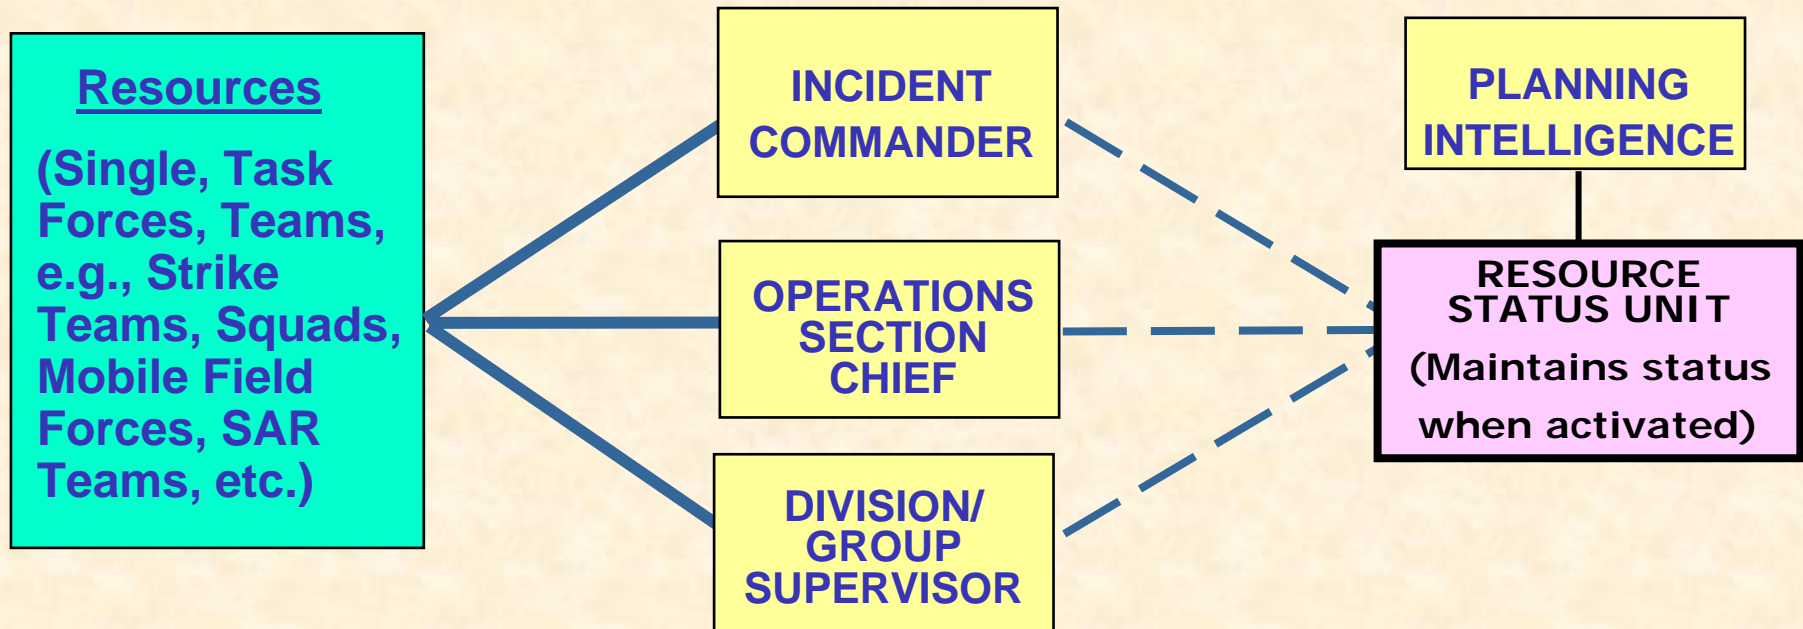 Resources
(Single, Task
Forces, Teams,
e.g., Strike
Teams, Squads,
Mobile Field
Forces, SAR
Teams, etc.)
INCIDENT
COMMANDER
OPERATIONS
SECTION
CHIEF
DIVISION/
GROUP
SUPERVISOR
PLANNING
INTELLIGENCE
RESOURCE
STATUS UNIT
(Maintains status
when activated)